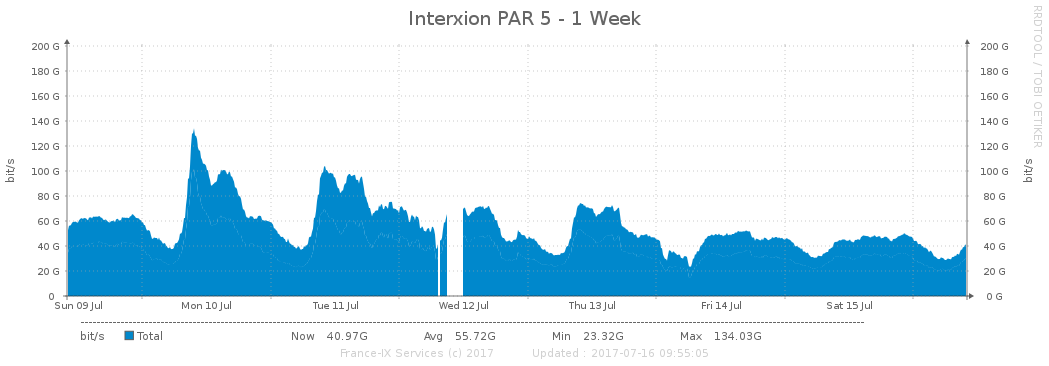 Interxion PAR 5 - 1 Week
RRDTOOL / TOBI OETIKER
bit/s
200 G
180 G
160 G
140 G
120 G
100 G
80 G
60 G
40 G
20 G
0
200 G
180 G
160 G
140 G
120 G
100 G
80 G
60 G
40 G
20 G
0 G
bit/s
Sun 09 Jul Mon 10 Jul Tue 11 Jul Wed 12 Jul Thu 13 Jul Fri 14 Jul Sat 15 Jul
bit/s Total Now 40.97G Avg 55.72G Min 23.32G Max 134.03G
France-IX Services (c) 2017 Updated : 2017-07-16 09:55:05